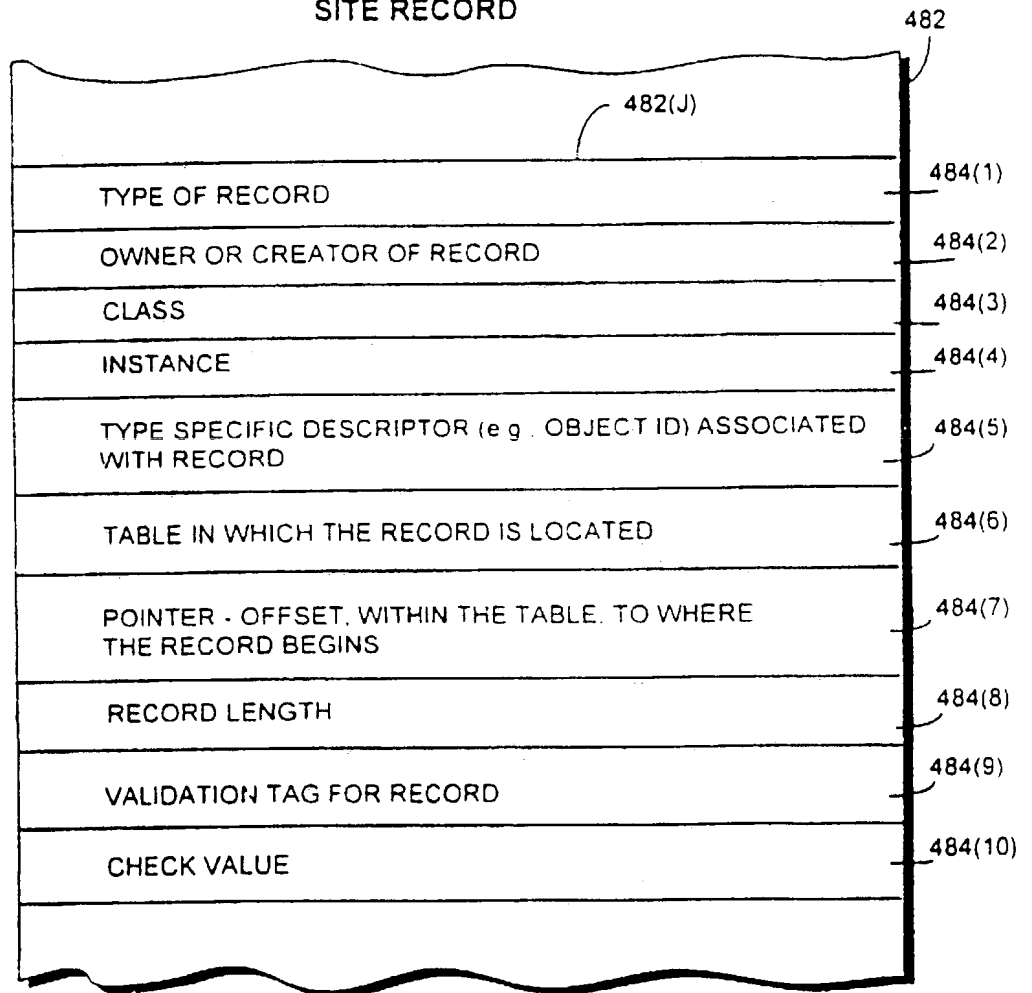 SITE RECORD
482
482(J)
TYPE OF RECORD
484(1)
OWNER OR CREATOR OF RECORD
484(2)
CLASS
484(3)
INSTANCE
484(4)
TYPE SPECIFIC DESCRIPTOR (e g . OBJECT ID) ASSOCIATED
WITH RECORD
484(5)
TABLE IN WHICH THE RECORD IS LOCATED
484(6)
POINTER - OFFSET, WITHIN THE TABLE, TO WHERE
THE RECORD BEGINS
484(7)
RECORD LENGTH
484(8)
VALIDATION TAG FOR RECORD
484(9)
CHECK VALUE
484(10)